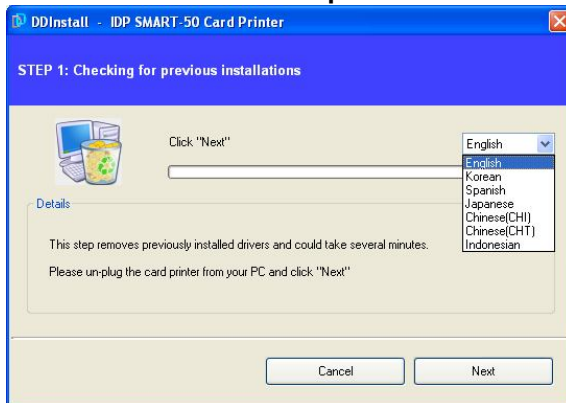 DDInstall - IDP SMART-50 Card Printer
STEP 1: Checking for previous installations
Click "Next"
English
English
Korean
Spanish
Japanese
Chinese(CHI)
Chinese(CHT)
Indonesian
Details
This step removes previously installed drivers and could take several minutes.
Please un-plug the card printer from your PC and click "Next"
Cancel
Next